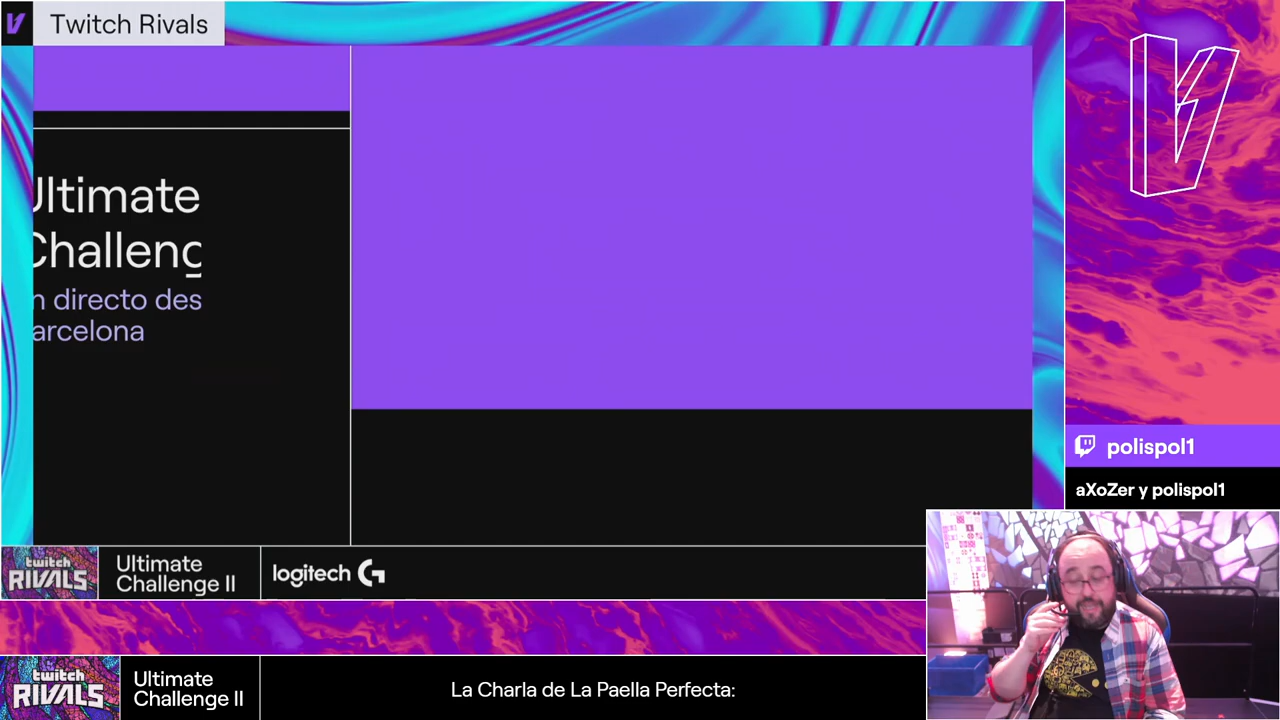 Twitch Rivals
Ultimate
Challeng
n directo des
arcelona
polispol1
aXoZer y polispol1
twitch
RIVALS
Ultimate
Challenge II
logitech G
twitch
RIVALS
Ultimate
Challenge II
La Charla de La Paella Perfecta: